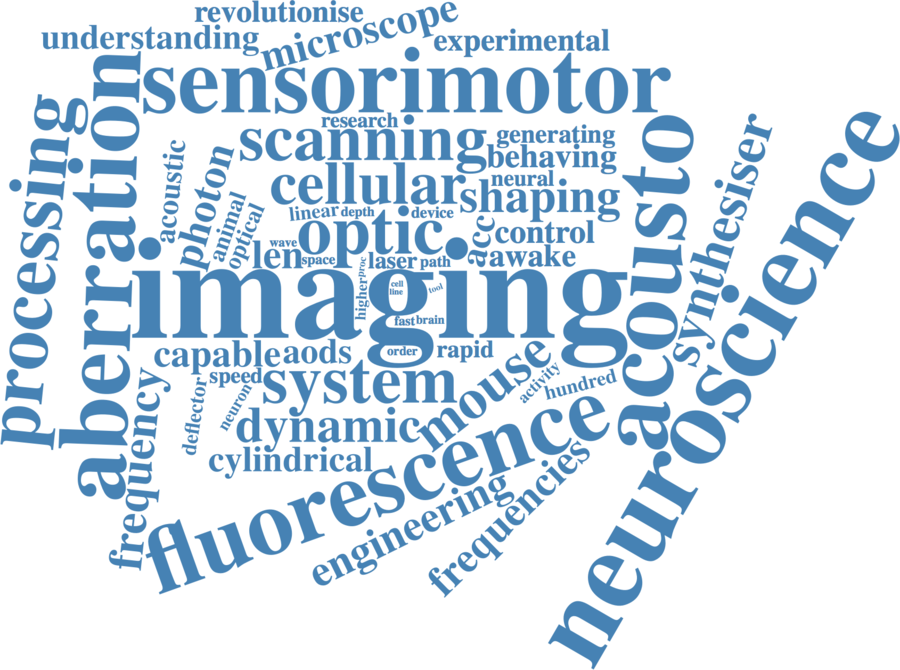 revolutionise
understanding
microscope
experimental
sensorimotor
research
scanning
generating
behaving
processing
aberration
acoustic
photon
animal
optical
cellular
neural
shaping
linear
depth
device
optic
acc
control
wave
len
space
laser
path
awake
acousto
synthesiser
neuroscience
imaging
higher
proc
cell
line
tool
fast
brain
order
capable
aods
rapid
speed
system
mouse
activity
hundred
frequency
deflector
neuron
dynamic
cylindrical
fluorescence
engineering
frequencies